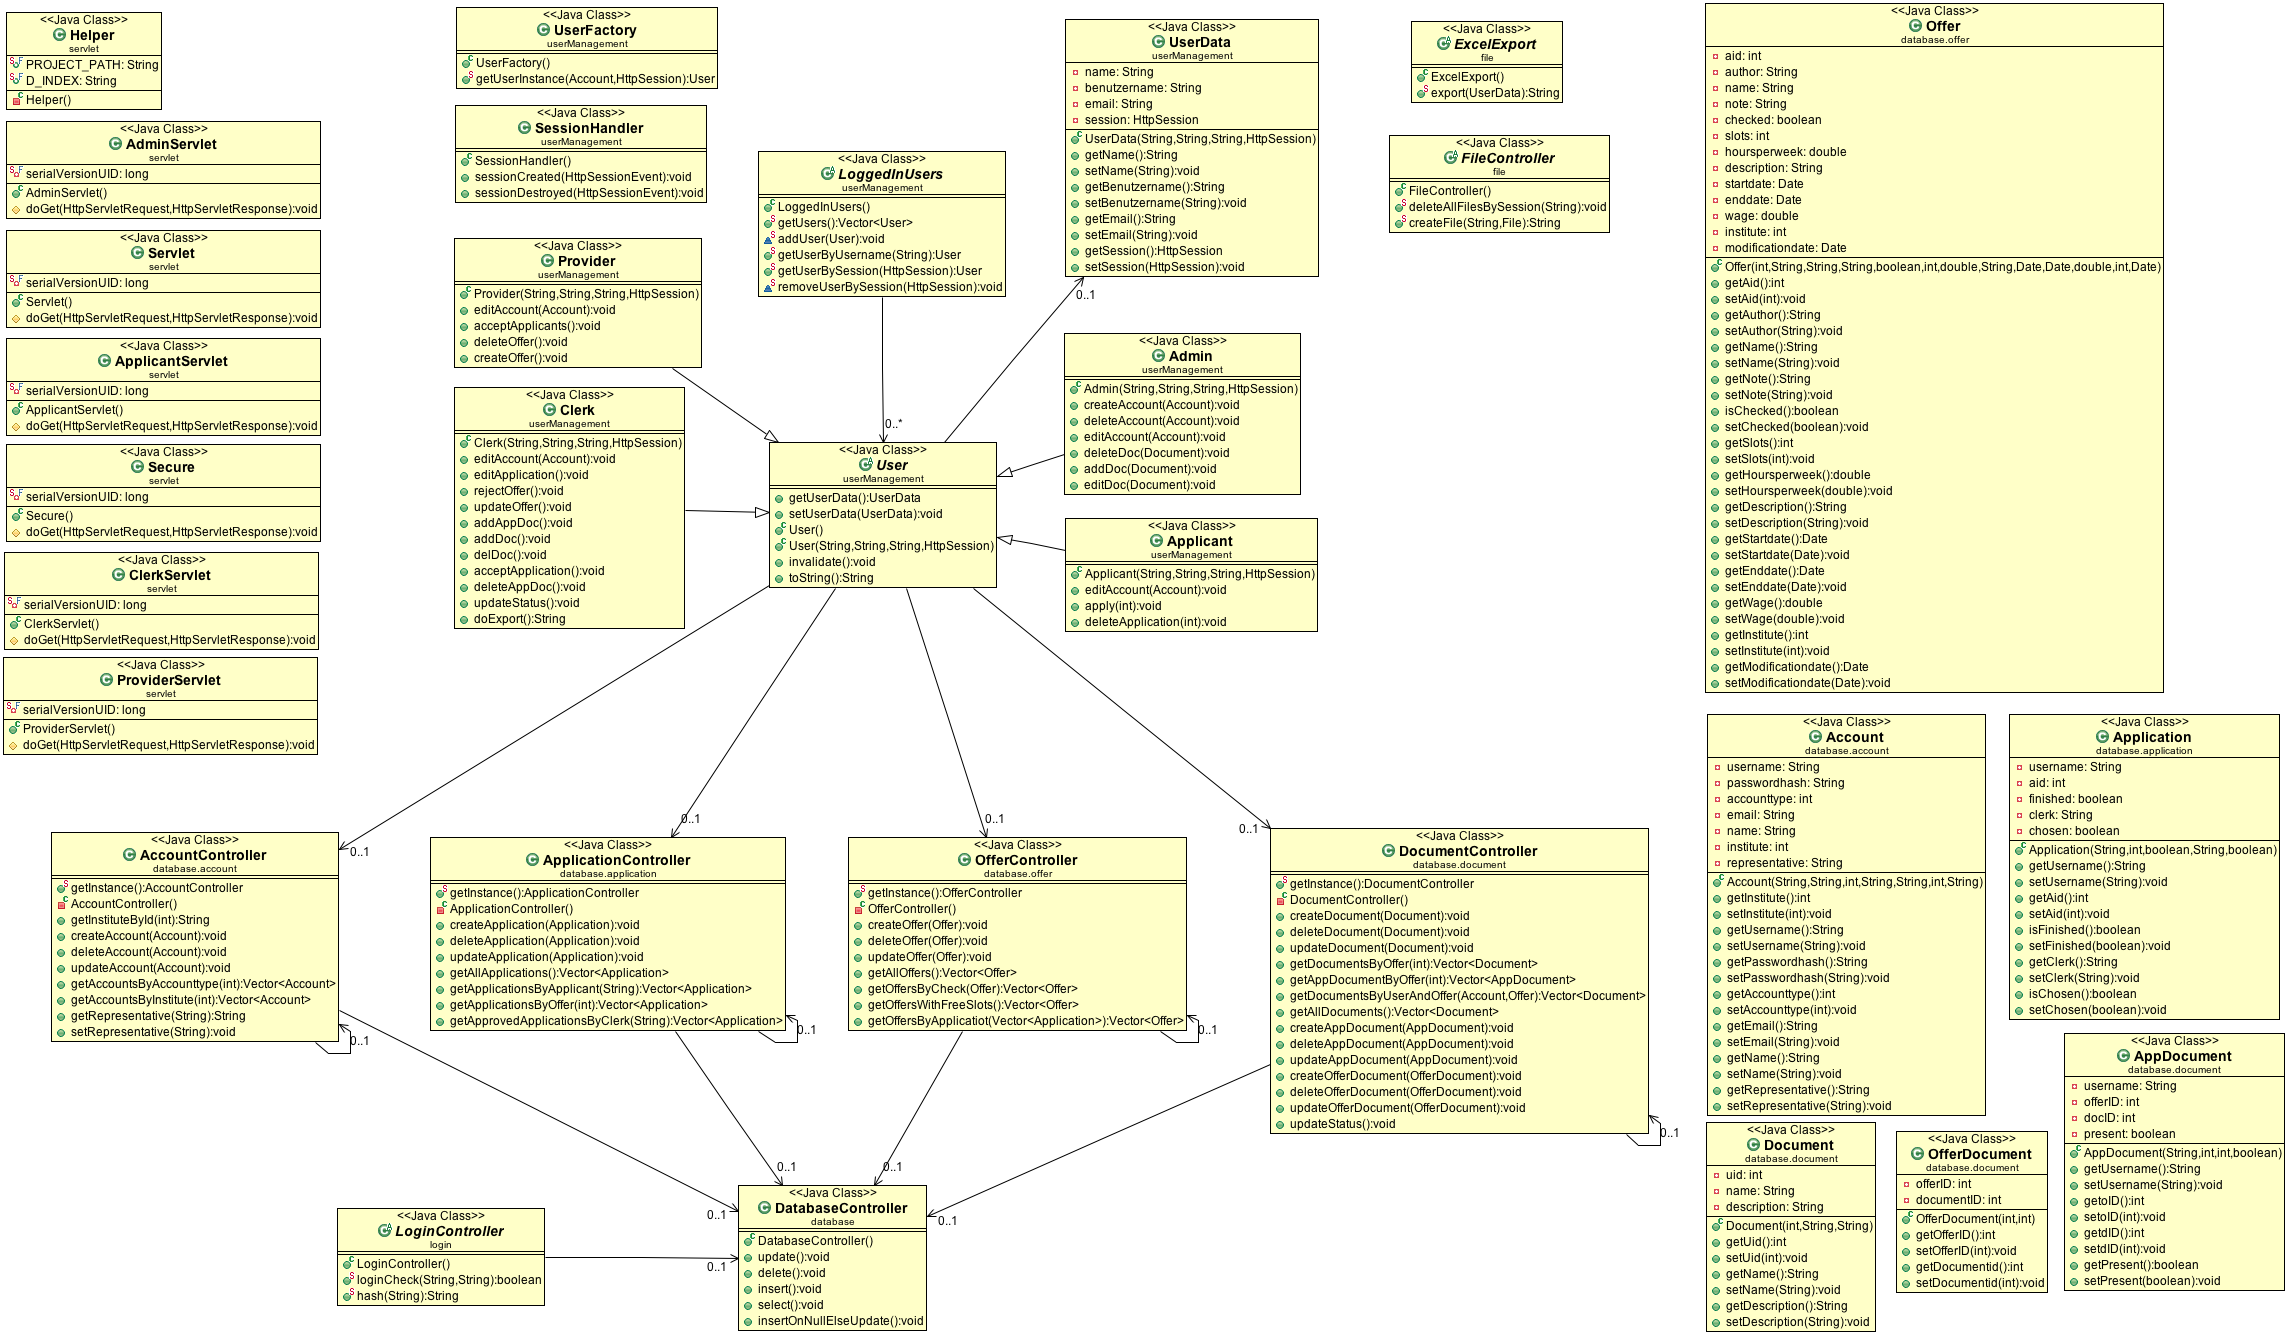 <<Java Class>>
Helper
servlet
PROJECT_PATH: String
D_INDEX: String
Helper()
<<Java Class>>
AdminServlet
servlet
serialVersionUID: long
AdminServlet()
doGet(HttpServletRequest,HttpServletResponse):void
<<Java Class>>
Servlet
servlet
serialVersionUID: long
Servlet()
doGet(HttpServletRequest,HttpServletResponse):void
<<Java Class>>
ApplicantServlet
servlet
serialVersionUID: long
ApplicantServlet()
doGet(HttpServletRequest,HttpServletResponse):void
<<Java Class>>
Secure
servlet
serialVersionUID: long
Secure()
doGet(HttpServletRequest,HttpServletResponse):void
<<Java Class>>
ClerkServlet
servlet
serialVersionUID: long
ClerkServlet()
doGet(HttpServletRequest,HttpServletResponse):void
<<Java Class>>
ProviderServlet
servlet
serialVersionUID: long
ProviderServlet()
doGet(HttpServletRequest,HttpServletResponse):void
<<Java Class>>
UserFactory
userManagement
UserFactory()
getUserInstance(Account,HttpSession):User
<<Java Class>>
SessionHandler
userManagement
SessionHandler()
sessionCreated(HttpSessionEvent):void
sessionDestroyed(HttpSessionEvent):void
<<Java Class>>
Provider
userManagement
Provider(String,String,String,HttpSession)
editAccount(Account):void
acceptApplicants():void
deleteOffer():void
createOffer():void
<<Java Class>>
Clerk
userManagement
Clerk(String,String,String,HttpSession)
editAccount(Account):void
editApplication():void
rejectOffer():void
updateOffer():void
addAppDoc():void
addDoc():void
delDoc():void
acceptApplication():void
deleteAppDoc():void
updateStatus():void
doExport():String
<<Java Class>>
LoggedInUsers
userManagement
LoggedInUsers()
getUsers():Vector<User>
addUser(User):void
getUserByUsername(String):User
getUserBySession(HttpSession):User
removeUserBySession(HttpSession):void
0..*
<<Java Class>>
User
userManagement
getUserData():UserData
setUserData(UserData):void
User()
User(String,String,String,HttpSession)
invalidate():void
toString():String
<<Java Class>>
UserData
userManagement
name: String
benutzername: String
email: String
session: HttpSession
UserData(String,String,String,HttpSession)
getName():String
setName(String):void
getBenutzername():String
setBenutzername(String):void
getEmail():String
setEmail(String):void
getSession():HttpSession
setSession(HttpSession):void
0..1
<<Java Class>>
Admin
userManagement
Admin(String,String,String,HttpSession)
createAccount(Account):void
deleteAccount(Account):void
editAccount(Account):void
deleteDoc(Document):void
addDoc(Document):void
editDoc(Document):void
<<Java Class>>
Applicant
userManagement
Applicant(String,String,String,HttpSession)
editAccount(Account):void
apply(int):void
deleteApplication(int):void
<<Java Class>>
ExcelExport
file
ExcelExport()
export(UserData):String
<<Java Class>>
FileController
file
FileController()
deleteAllFilesBySession(String):void
createFile(String,File):String
<<Java Class>>
Offer
database.offer
aid: int
author: String
name: String
note: String
checked: boolean
slots: int
hoursperweek: double
description: String
startdate: Date
enddate: Date
wage: double
institute: int
modificationdate: Date
Offer(int,String,String,String,boolean,int,double,String,Date,Date,double,int,Date)
getAid():int
setAid(int):void
getAuthor():String
setAuthor(String):void
getName():String
setName(String):void
getNote():String
setNote(String):void
isChecked():boolean
setChecked(boolean):void
getSlots():int
setSlots(int):void
getHoursperweek():double
setHoursperweek(double):void
getDescription():String
setDescription(String):void
getStartdate():Date
setStartdate(Date):void
getEnddate():Date
setEnddate(Date):void
getWage():double
setWage(double):void
getInstitute():int
setInstitute(int):void
getModificationdate():Date
setModificationdate(Date):void
0..1
<<Java Class>>
AccountController
database.account
getInstance():AccountController
AccountController()
getInstituteById(int):String
createAccount(Account):void
deleteAccount(Account):void
updateAccount(Account):void
getAccountsByAccounttype(int):Vector<Account>
getAccountsByInstitute(int):Vector<Account>
getRepresentative(String):String
setRepresentative(String):void
0..1
0..1
<<Java Class>>
ApplicationController
database.application
getInstance():ApplicationController
ApplicationController()
createApplication(Application):void
deleteApplication(Application):void
updateApplication(Application):void
getAllApplications():Vector<Application>
getApplicationsByApplicant(String):Vector<Application>
getApplicationsByOffer(int):Vector<Application>
getApprovedApplicationsByClerk(String):Vector<Application>
0..1
0..1
<<Java Class>>
OfferController
database.offer
getInstance():OfferController
OfferController()
createOffer(Offer):void
deleteOffer(Offer):void
updateOffer(Offer):void
getAllOffers():Vector<Offer>
getOffersByCheck(Offer):Vector<Offer>
getOffersWithFreeSlots():Vector<Offer>
getOffersByApplicatiot(Vector<Application>):Vector<Offer>
0..1
0..1
<<Java Class>>
DocumentController
database.document
getInstance():DocumentController
DocumentController()
createDocument(Document):void
deleteDocument(Document):void
updateDocument(Document):void
getDocumentsByOffer(int):Vector<Document>
getAppDocumentByOffer(int):Vector<AppDocument>
getDocumentsByUserAndOffer(Account,Offer):Vector<Document>
getAllDocuments():Vector<Document>
createAppDocument(AppDocument):void
deleteAppDocument(AppDocument):void
updateAppDocument(AppDocument):void
createOfferDocument(OfferDocument):void
deleteOfferDocument(OfferDocument):void
updateOfferDocument(OfferDocument):void
updateStatus():void
0..1
<<Java Class>>
LoginController
login
LoginController()
loginCheck(String,String):boolean
hash(String):String
0..1
0..1
0..1
0..1
0..1
<<Java Class>>
DatabaseController
database
DatabaseController()
update():void
delete():void
insert():void
select():void
insertOnNullElseUpdate():void
<<Java Class>>
Account
database.account
username: String
passwordhash: String
accounttype: int
email: String
name: String
institute: int
representative: String
Account(String,String,int,String,String,int,String)
getInstitute():int
setInstitute(int):void
getUsername():String
setUsername(String):void
getPasswordhash():String
setPasswordhash(String):void
getAccounttype():int
setAccounttype(int):void
getEmail():String
setEmail(String):void
getName():String
setName(String):void
getRepresentative():String
setRepresentative(String):void
<<Java Class>>
Application
database.application
username: String
aid: int
finished: boolean
clerk: String
chosen: boolean
Application(String,int,boolean,String,boolean)
getUsername():String
setUsername(String):void
getAid():int
setAid(int):void
isFinished():boolean
setFinished(boolean):void
getClerk():String
setClerk(String):void
isChosen():boolean
setChosen(boolean):void
<<Java Class>>
Document
database.document
uid: int
name: String
description: String
Document(int,String,String)
getUid():int
setUid(int):void
getName():String
setName(String):void
getDescription():String
setDescription(String):void
<<Java Class>>
OfferDocument
database.document
offerID: int
documentID: int
OfferDocument(int,int)
getOfferID():int
setOfferID(int):void
getDocumentid():int
setDocumentid(int):void
<<Java Class>>
AppDocument
database.document
username: String
offerID: int
docID: int
present: boolean
AppDocument(String,int,int,boolean)
getUsername():String
setUsername(String):void
getoID():int
setoID(int):void
getdID():int
setdID(int):void
getPresent():boolean
setPresent(boolean):void